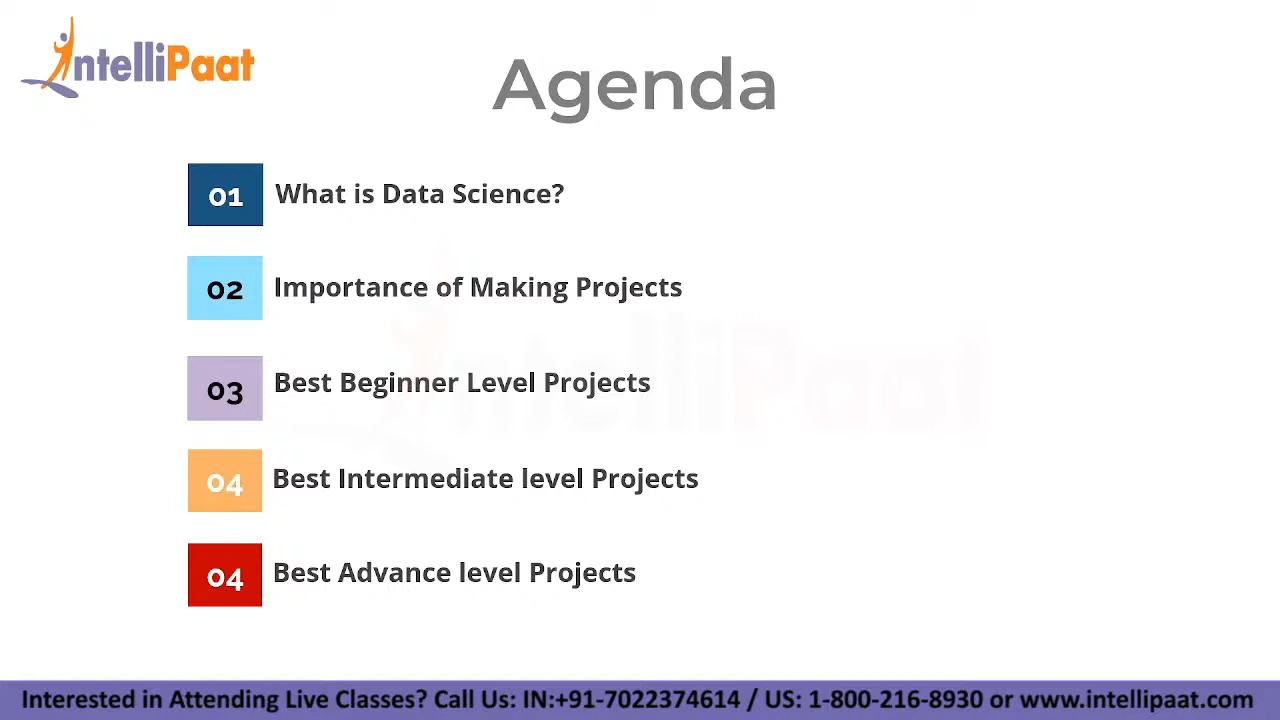 IntelliPaat
Agenda
01 What is Data Science?
02 Importance of Making Projects
03 Best Beginner Level Projects
04 Best Intermediate level Projects
04 Best Advance level Projects
IntelliPaat
Interested in Attending Live Classes? Call Us: IN:+91-7022374614 / US: 1-800-216-8930 or www.intellipaat.com